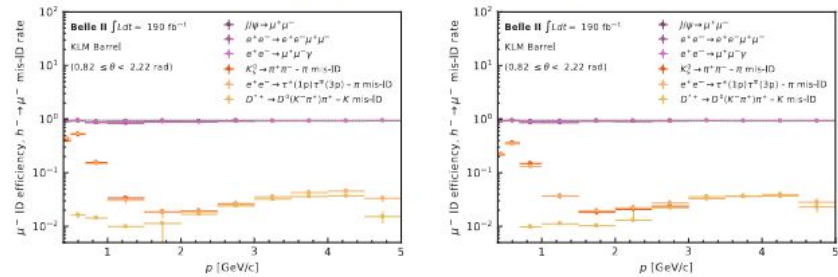 Belle II ∫Ldt = 190 fb⁻¹
KLM Barrel
(0.82 ≤ θ < 2.22 rad)
J/ψ→μ⁺μ⁻
e⁺e⁻→e⁺e⁻μ⁺μ⁻
e⁺e⁻→μ⁺μ⁻γ
K⁰ₛ→π⁺π⁻ - π mis-ID
e⁺e⁻→τ±(1p)τ∓(3p) - π mis-ID
D*⁺→D⁰(K⁻π⁺)π⁺ - K mis-ID
μ⁻ ID efficiency, h⁻→μ⁻ mis-ID rate
10⁰
10⁻¹
10⁻²
1 2 3 4 5
p [GeV/c]
Belle II ∫Ldt = 190 fb⁻¹
KLM Barrel
(0.82 ≤ θ < 2.22 rad)
J/ψ→μ⁺μ⁻
e⁺e⁻→e⁺e⁻μ⁺μ⁻
e⁺e⁻→μ⁺μ⁻γ
K⁰ₛ→π⁺π⁻ - π mis-ID
e⁺e⁻→τ±(1p)τ∓(3p) - π mis-ID
D*⁺→D⁰(K⁻π⁺)π⁺ - K mis-ID
μ⁻ ID efficiency, h⁻→μ⁻ mis-ID rate
10⁰
10⁻¹
10⁻²
1 2 3 4 5
p [GeV/c]